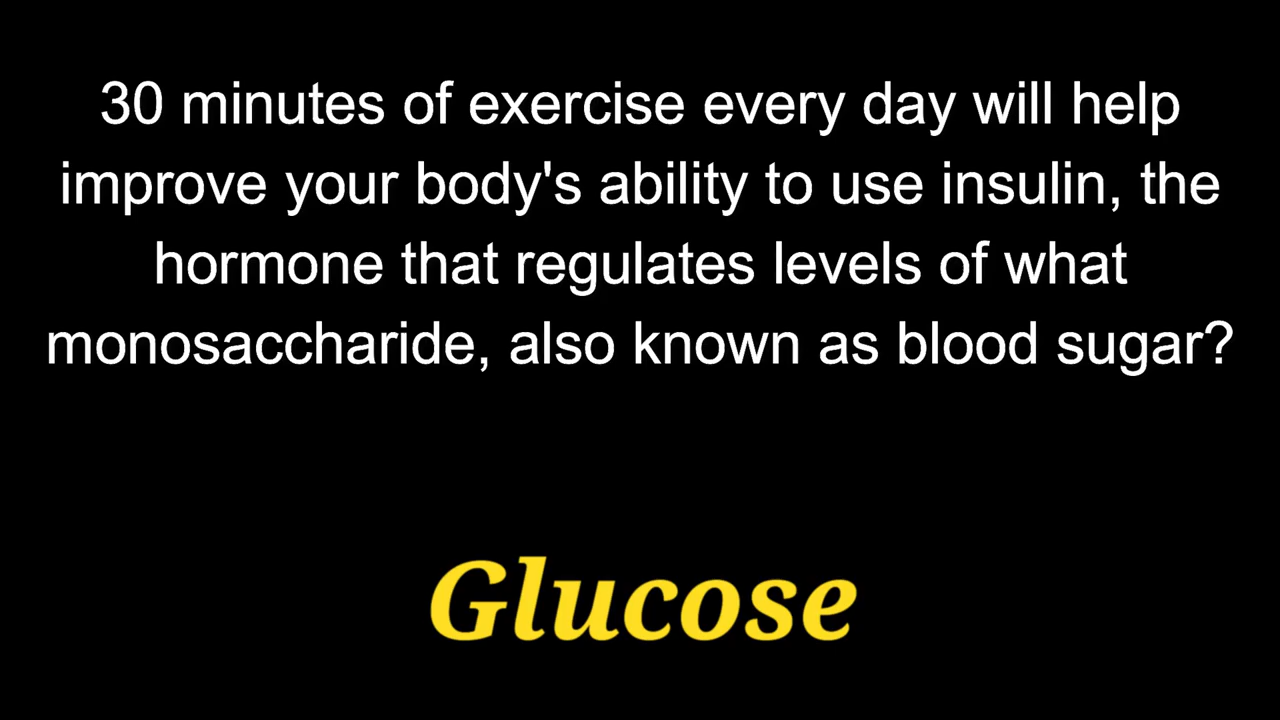 30 minutes of exercise every day will help
improve your body's ability to use insulin, the
hormone that regulates levels of what
monosaccharide, also known as blood sugar?
Glucose